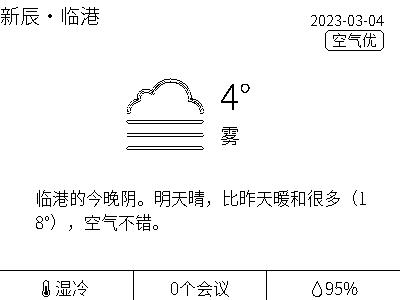 新辰·临港
2023-03-04
空气优
4°
雾
临港的今晚阴。明天晴，比昨天暖和很多（1
8°），空气不错。
湿冷
0个会议
95%